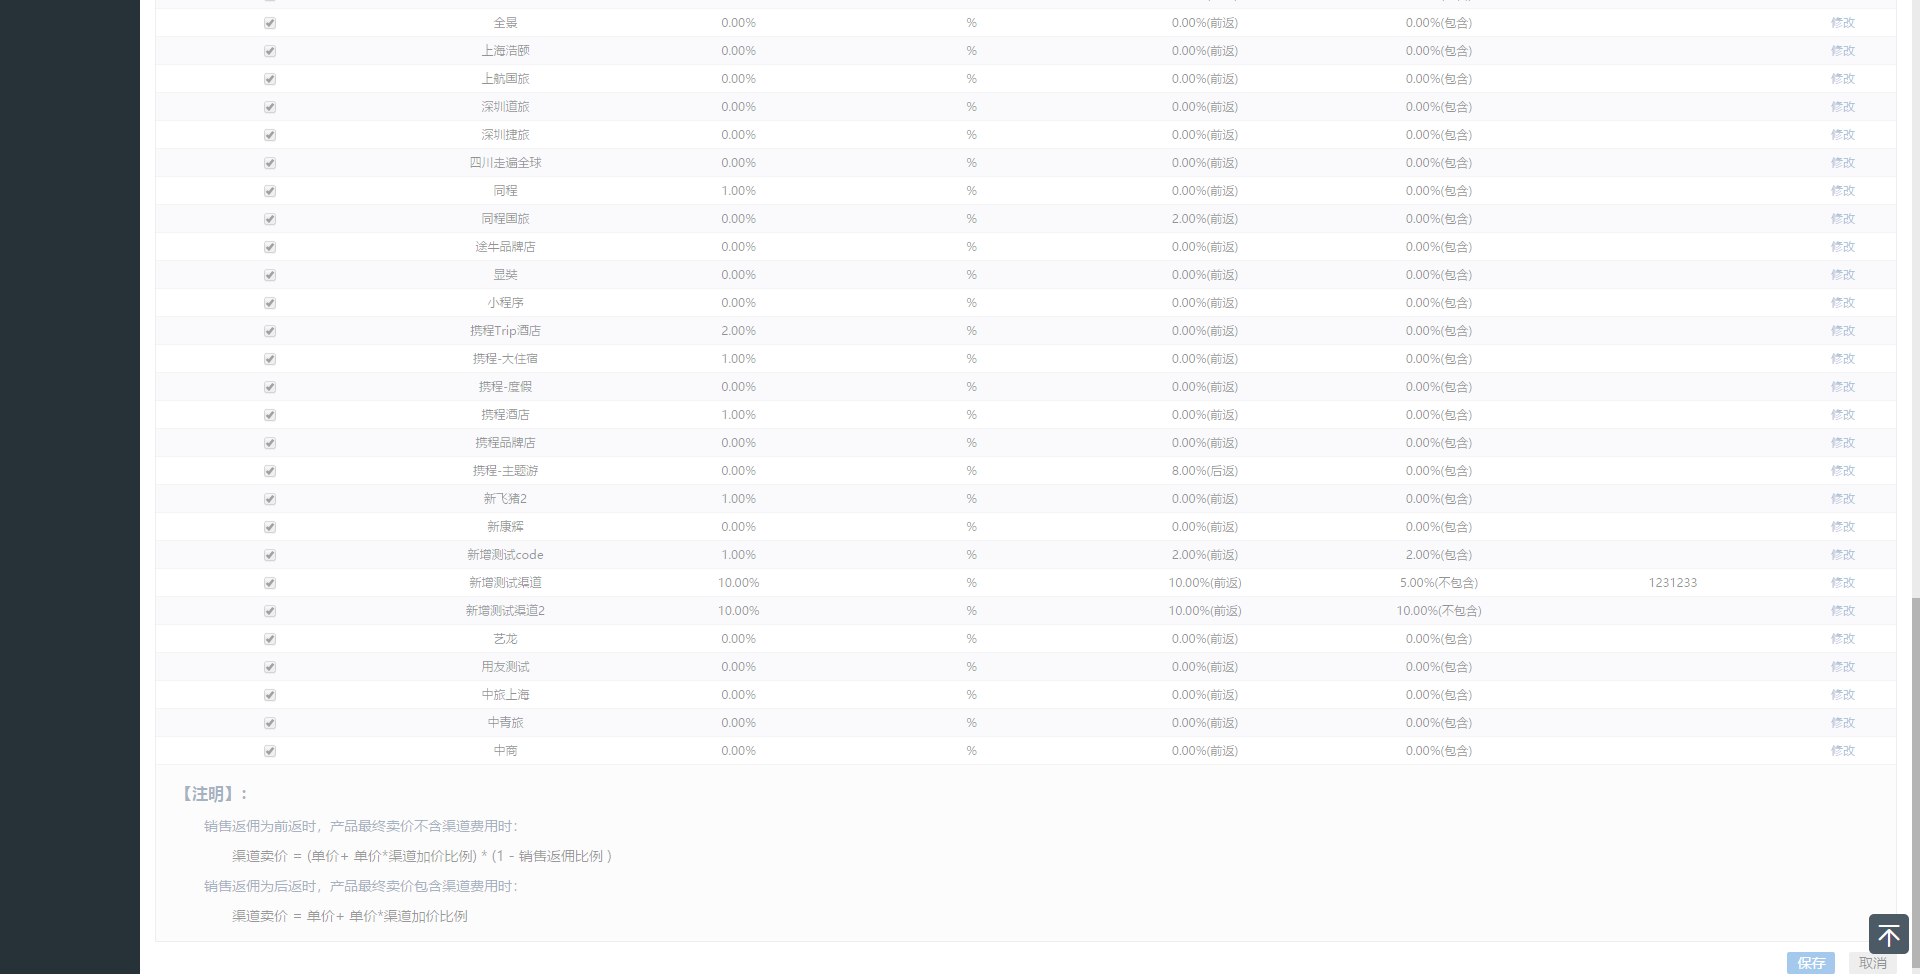 全景 0.00% % 0.00%(前返) 0.00%(包含) 修改
上海浩颐 0.00% % 0.00%(前返) 0.00%(包含) 修改
上航国旅 0.00% % 0.00%(前返) 0.00%(包含) 修改
深圳道旅 0.00% % 0.00%(前返) 0.00%(包含) 修改
深圳捷旅 0.00% % 0.00%(前返) 0.00%(包含) 修改
四川走遍全球 0.00% % 0.00%(前返) 0.00%(包含) 修改
同程 1.00% % 0.00%(前返) 0.00%(包含) 修改
同程国旅 0.00% % 2.00%(前返) 0.00%(包含) 修改
途牛品牌店 0.00% % 0.00%(前返) 0.00%(包含) 修改
显奘 0.00% % 0.00%(前返) 0.00%(包含) 修改
小程序 0.00% % 0.00%(前返) 0.00%(包含) 修改
携程Trip酒店 2.00% % 0.00%(前返) 0.00%(包含) 修改
携程-大住宿 1.00% % 0.00%(前返) 0.00%(包含) 修改
携程-度假 0.00% % 0.00%(前返) 0.00%(包含) 修改
携程酒店 1.00% % 0.00%(前返) 0.00%(包含) 修改
携程品牌店 0.00% % 0.00%(前返) 0.00%(包含) 修改
携程-主题游 0.00% % 8.00%(后返) 0.00%(包含) 修改
新飞猪2 1.00% % 0.00%(前返) 0.00%(包含) 修改
新康辉 0.00% % 0.00%(前返) 0.00%(包含) 修改
新增测试code 1.00% % 2.00%(前返) 2.00%(包含) 修改
新增测试渠道 10.00% % 10.00%(前返) 5.00%(不包含) 1231233 修改
新增测试渠道2 10.00% % 10.00%(前返) 10.00%(不包含) 修改
艺龙 0.00% % 0.00%(前返) 0.00%(包含) 修改
用友测试 0.00% % 0.00%(前返) 0.00%(包含) 修改
中旅上海 0.00% % 0.00%(前返) 0.00%(包含) 修改
中青旅 0.00% % 0.00%(前返) 0.00%(包含) 修改
中商 0.00% % 0.00%(前返) 0.00%(包含) 修改
【注明】：
销售返佣为前返时，产品最终卖价不含渠道费用时：
渠道卖价 = (单价+ 单价*渠道加价比例) * (1 - 销售返佣比例 )
销售返佣为后返时，产品最终卖价包含渠道费用时：
渠道卖价 = 单价+ 单价*渠道加价比例
保存 取消